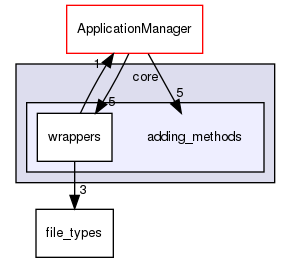 ApplicationManager
1
core
5
5
wrappers
adding_methods
3
file_types